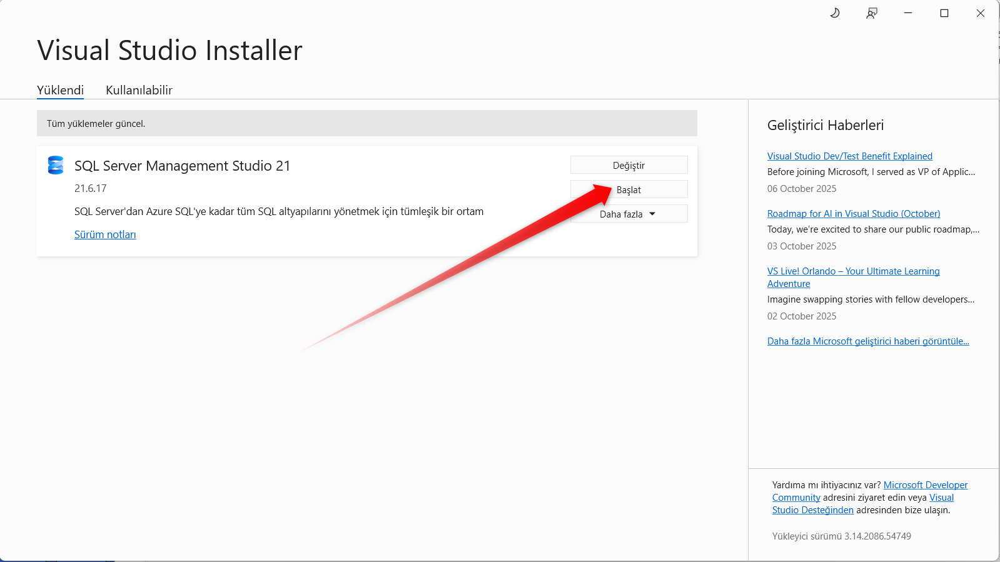 Visual Studio Installer
Yüklendi
Kullanılabilir
Tüm yüklemeler güncel.
SQL Server Management Studio 21
21.6.17
SQL Server'dan Azure SQL'ye kadar tüm SQL altyapılarını yönetmek için tümleşik bir ortam
Sürüm notları
Değiştir
Başlat
Daha fazla
Geliştirici Haberleri
Visual Studio Dev/Test Benefit Explained
Before joining Microsoft, I served as VP of Applic...
06 October 2025
Roadmap for AI in Visual Studio (October)
Today, we're excited to share our public roadmap,...
03 October 2025
VS Live! Orlando – Your Ultimate Learning
Adventure
Imagine swapping stories with fellow developers...
02 October 2025
Daha fazla Microsoft geliştirici haberi görüntüle...
Yardıma mı ihtiyacınız var? Microsoft Developer
Community adresini ziyaret edin veya Visual
Studio Desteğinden adresinden bize ulaşın.
Yükleyici sürümü 3.14.2086.54749